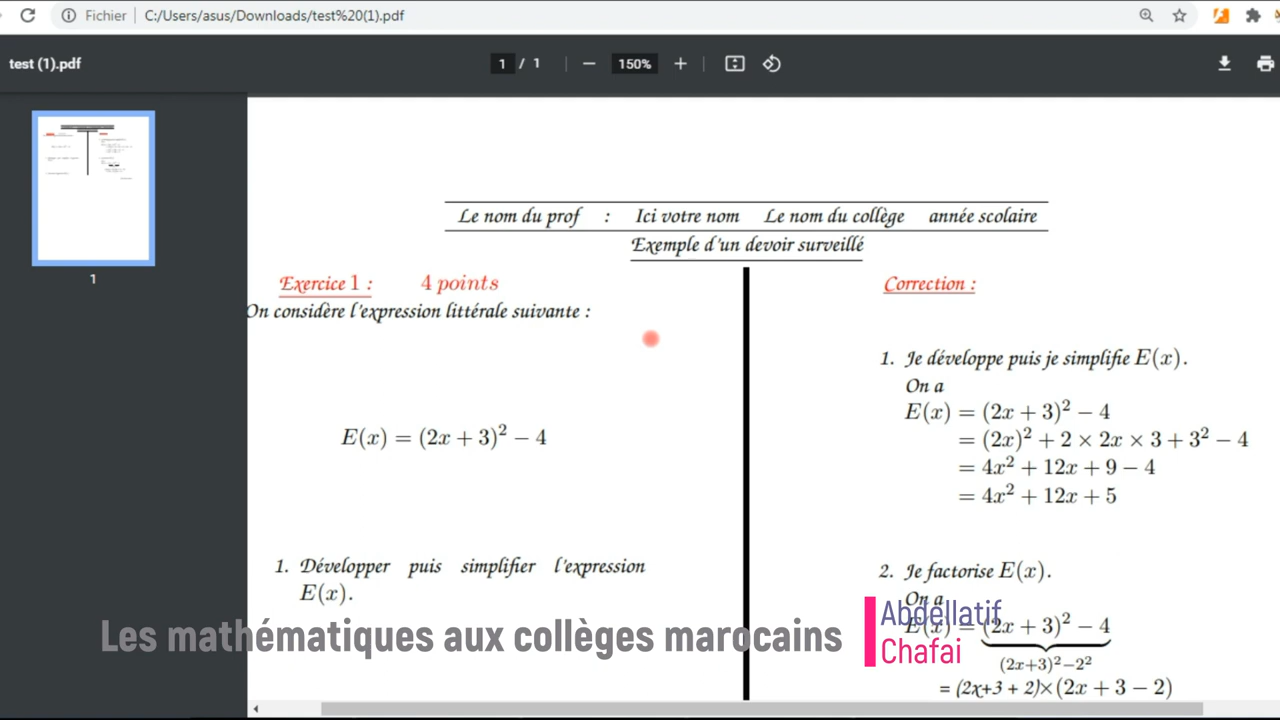 Fichier C:/Users/asus/Downloads/test%20(1).pdf
test (1).pdf
1 / 1
150%
1
Le nom du prof : Ici votre nom Le nom du collège année scolaire
Exemple d'un devoir surveillé
Exercice 1 : 4 points
On considère l'expression littérale suivante :
E(x) = (2x + 3)² − 4
1. Développer puis simplifier l'expression
E(x).
Correction :
1. Je développe puis je simplifie E(x).
On a
E(x) = (2x + 3)² − 4
= (2x)² + 2 × 2x × 3 + 3² − 4
= 4x² + 12x + 9 − 4
= 4x² + 12x + 5
2. Je factorise E(x).
On a
E(x) = (2x + 3)² − 4
(2x+3)²−2²
= (2x+3 + 2)×(2x + 3 − 2)
Les mathématiques aux collèges marocains
Abdellatif
Chafai